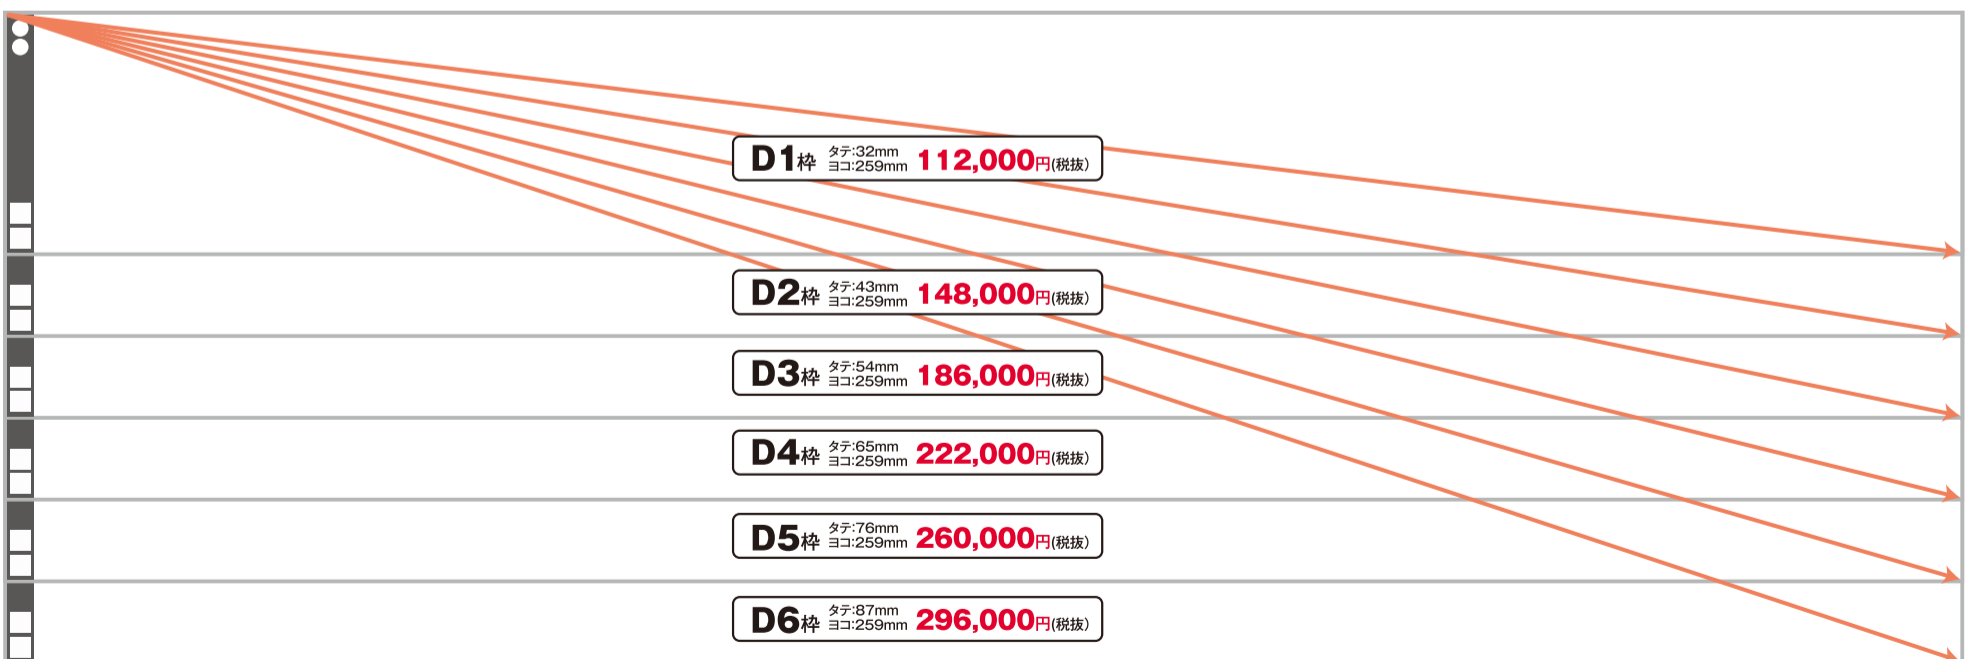 D1枠 タテ:32mm ヨコ:259mm 112,000円(税抜)
D2枠 タテ:43mm ヨコ:259mm 148,000円(税抜)
D3枠 タテ:54mm ヨコ:259mm 186,000円(税抜)
D4枠 タテ:65mm ヨコ:259mm 222,000円(税抜)
D5枠 タテ:76mm ヨコ:259mm 260,000円(税抜)
D6枠 タテ:87mm ヨコ:259mm 296,000円(税抜)